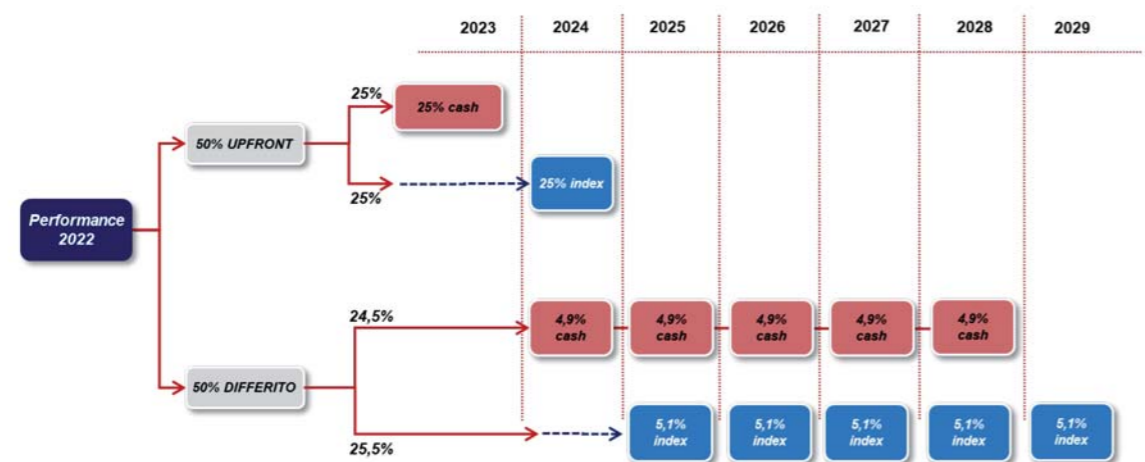 2023 2024 2025 2026 2027 2028 2029
25%
25% cash
50% UPFRONT
25% index
25%
Performance
2022
24,5%
4,9% 4,9% 4,9% 4,9% 4,9%
cash cash cash cash cash
50% DIFFERITO
5,1% 5,1% 5,1% 5,1% 5,1%
index index index index index
25,5%